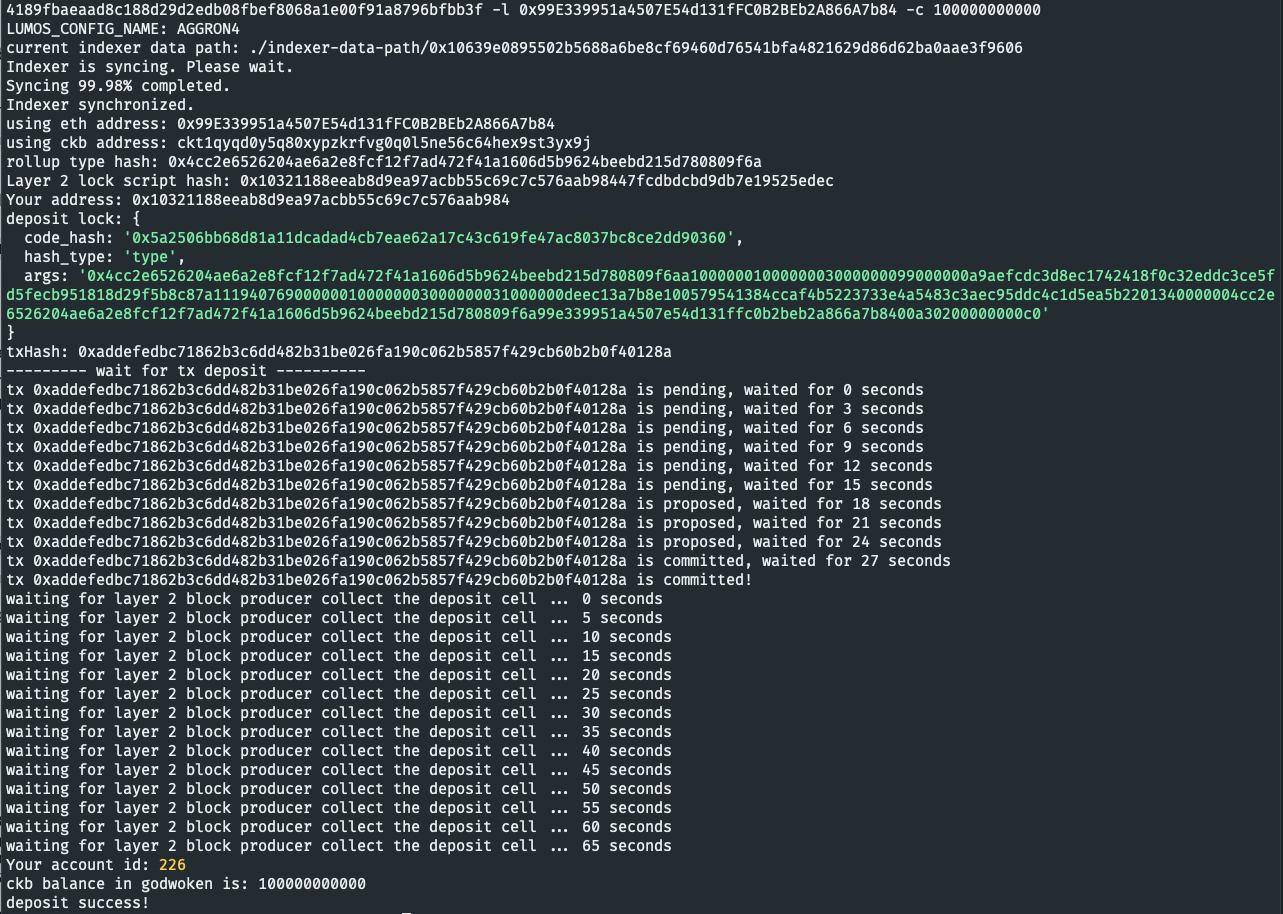 4189fbaeaad8c188d29d2edb08fbef8068a1e00f91a8796bfbb3f -l 0x99E339951a4507E54d131fFC0B2BEb2A866A7b84 -c 100000000000
LUMOS_CONFIG_NAME: AGGRON4
current indexer data path: ./indexer-data-path/0x10639e0895502b5688a6be8cf69460d76541bfa4821629d86d62ba0aae3f9606
Indexer is syncing. Please wait.
Syncing 99.98% completed.
Indexer synchronized.
using eth address: 0x99E339951a4507E54d131fFC0B2BEb2A866A7b84
using ckb address: ckt1qyqd0y5q80xypzkrfvg0q0l5ne56c64hex9st3yx9j
rollup type hash: 0x4cc2e6526204ae6a2e8fcf12f7ad472f41a1606d5b9624beebd215d780809f6a
Layer 2 lock script hash: 0x10321188eeab8d9ea97acbb55c69c7c576aab98447fcdbdcbd9db7e19525edec
Your address: 0x10321188eeab8d9ea97acbb55c69c7c576aab984
deposit lock: {
  code_hash: '0x5a2506bb68d81a11dcadad4cb7eae62a17c43c619fe47ac8037bc8ce2dd90360',
  hash_type: 'type',
  args: '0x4cc2e6526204ae6a2e8fcf12f7ad472f41a1606d5b9624beebd215d780809f6aa10000001000000030000000099000000a9aefcdc3d8ec1742418f0c32eddc3ce5f
d5fecb951818d29f5b8c87a111940769000000010000000300000003100000​0deec13a7b8e100579541384ccaf4b5223733e4a5483c3aec95ddc4c1d5ea5b2201340000004cc2e
6526204ae6a2e8fcf12f7ad472f41a1606d5b9624beebd215d780809f6a99e339951a4507e54d131ffc0b2beb2a866a7b8400a30200000000c0'
}
txHash: 0xaddefedbc71862b3c6dd482b31be026fa190c062b5857f429cb60b2b0f40128a
--------- wait for tx deposit ----------
tx 0xaddefedbc71862b3c6dd482b31be026fa190c062b5857f429cb60b2b0f40128a is pending, waited for 0 seconds
tx 0xaddefedbc71862b3c6dd482b31be026fa190c062b5857f429cb60b2b0f40128a is pending, waited for 3 seconds
tx 0xaddefedbc71862b3c6dd482b31be026fa190c062b5857f429cb60b2b0f40128a is pending, waited for 6 seconds
tx 0xaddefedbc71862b3c6dd482b31be026fa190c062b5857f429cb60b2b0f40128a is pending, waited for 9 seconds
tx 0xaddefedbc71862b3c6dd482b31be026fa190c062b5857f429cb60b2b0f40128a is pending, waited for 12 seconds
tx 0xaddefedbc71862b3c6dd482b31be026fa190c062b5857f429cb60b2b0f40128a is pending, waited for 15 seconds
tx 0xaddefedbc71862b3c6dd482b31be026fa190c062b5857f429cb60b2b0f40128a is proposed, waited for 18 seconds
tx 0xaddefedbc71862b3c6dd482b31be026fa190c062b5857f429cb60b2b0f40128a is proposed, waited for 21 seconds
tx 0xaddefedbc71862b3c6dd482b31be026fa190c062b5857f429cb60b2b0f40128a is proposed, waited for 24 seconds
tx 0xaddefedbc71862b3c6dd482b31be026fa190c062b5857f429cb60b2b0f40128a is committed, waited for 27 seconds
tx 0xaddefedbc71862b3c6dd482b31be026fa190c062b5857f429cb60b2b0f40128a is committed!
waiting for layer 2 block producer collect the deposit cell ... 0 seconds
waiting for layer 2 block producer collect the deposit cell ... 5 seconds
waiting for layer 2 block producer collect the deposit cell ... 10 seconds
waiting for layer 2 block producer collect the deposit cell ... 15 seconds
waiting for layer 2 block producer collect the deposit cell ... 20 seconds
waiting for layer 2 block producer collect the deposit cell ... 25 seconds
waiting for layer 2 block producer collect the deposit cell ... 30 seconds
waiting for layer 2 block producer collect the deposit cell ... 35 seconds
waiting for layer 2 block producer collect the deposit cell ... 40 seconds
waiting for layer 2 block producer collect the deposit cell ... 45 seconds
waiting for layer 2 block producer collect the deposit cell ... 50 seconds
waiting for layer 2 block producer collect the deposit cell ... 55 seconds
waiting for layer 2 block producer collect the deposit cell ... 60 seconds
waiting for layer 2 block producer collect the deposit cell ... 65 seconds
Your account id: 226
ckb balance in godwoken is: 100000000000
deposit success!